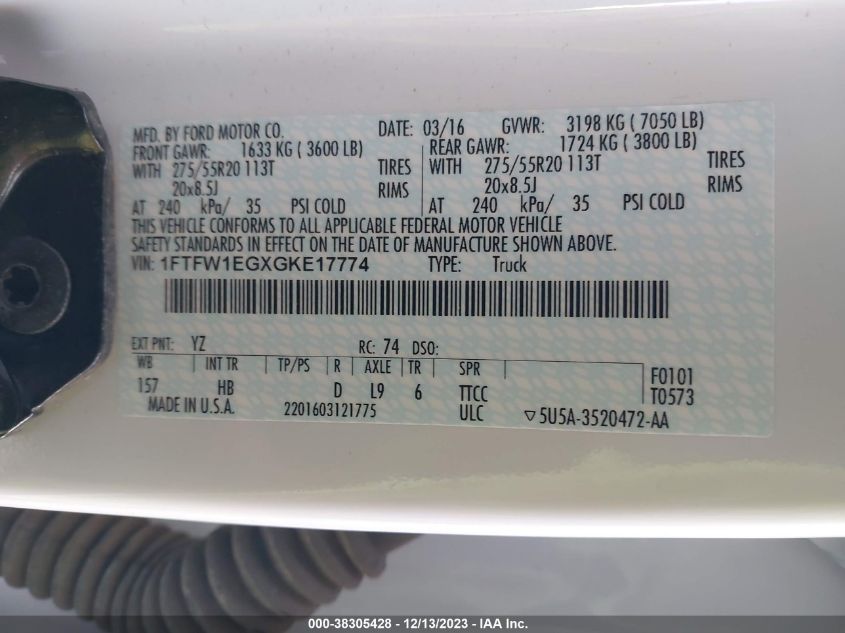 MFD. BY FORD MOTOR CO. DATE: 03/16 GVWR: 3198 KG ( 7050 LB)
FRONT GAWR: 1633 KG ( 3600 LB) REAR GAWR: 1724 KG ( 3800 LB)
WITH 275/55R20 113T TIRES WITH 275/55R20 113T TIRES
20x8.5J RIMS 20x8.5J RIMS
AT 240 kPa/ 35 PSI COLD AT 240 kPa/ 35 PSI COLD
THIS VEHICLE CONFORMS TO ALL APPLICABLE FEDERAL MOTOR VEHICLE
SAFETY STANDARDS IN EFFECT ON THE DATE OF MANUFACTURE SHOWN ABOVE.
VIN: 1FTFW1EGXGKE17774 TYPE: Truck
EXT PNT: YZ RC: 74 DSO:
WB INT TR TP/PS R AXLE TR SPR F0101
157 HB D L9 6 TTCC T0573
MADE IN U.S.A. 2201603121775 ULC ▽5U5A-3520472-AA
000-38305428 - 12/13/2023 - IAA Inc.